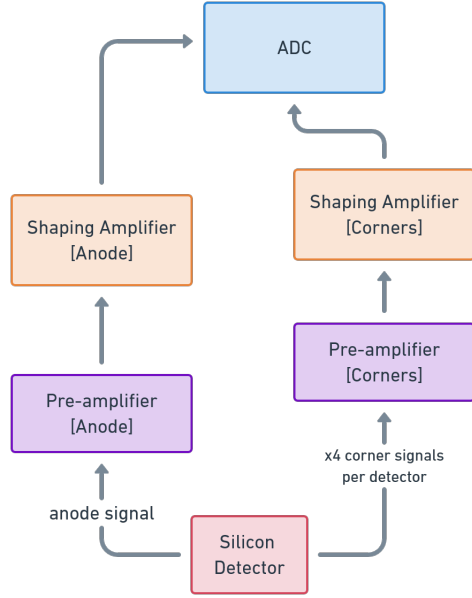 ADC
Shaping Amplifier
[Anode]
Shaping Amplifier
[Corners]
Pre-amplifier
[Anode]
Pre-amplifier
[Corners]
anode signal
x4 corner signals
per detector
Silicon
Detector